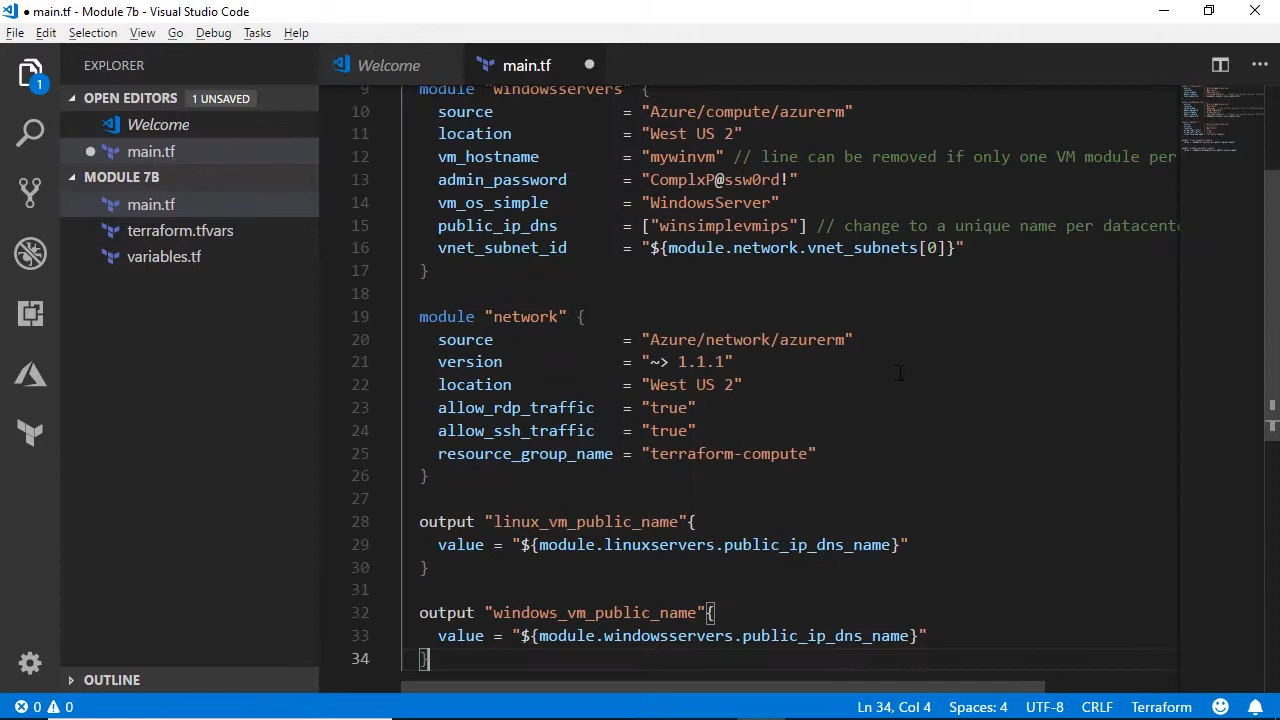 main.tf - Module 7b - Visual Studio Code
File Edit Selection View Go Debug Tasks Help
EXPLORER
Welcome
main.tf
OPEN EDITORS 1 UNSAVED
Welcome
main.tf
MODULE 7B
main.tf
terraform.tfvars
variables.tf
OUTLINE
1
9 module "windowsservers" {
10 source = "Azure/compute/azurerm"
11 location = "West US 2"
12 vm_hostname = "mywinvm" // line can be removed if only one VM module per
13 admin_password = "ComplxP@ssw0rd!"
14 vm_os_simple = "WindowsServer"
15 public_ip_dns = ["winsimplevmips"] // change to a unique name per datacente
16 vnet_subnet_id = "${module.network.vnet_subnets[0]}"
17 }
18
19 module "network" {
20 source = "Azure/network/azurerm"
21 version = "~> 1.1.1"
22 location = "West US 2"
23 allow_rdp_traffic = "true"
24 allow_ssh_traffic = "true"
25 resource_group_name = "terraform-compute"
26 }
27
28 output "linux_vm_public_name"{
29 value = "${module.linuxservers.public_ip_dns_name}"
30 }
31
32 output "windows_vm_public_name"{
33 value = "${module.windowsservers.public_ip_dns_name}"
34 }
0 0
Ln 34, Col 4 Spaces: 4 UTF-8 CRLF Terraform